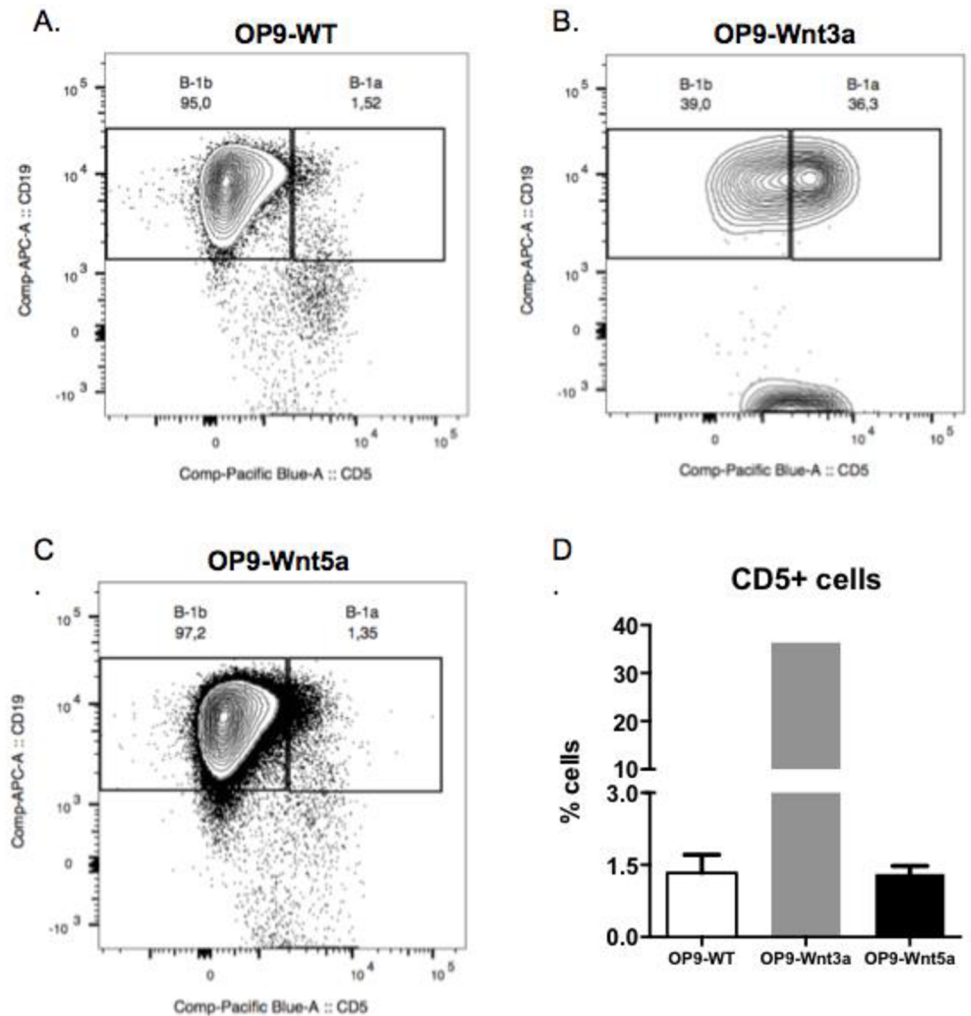 A.
OP9-WT
B-1b
95,0
B-1a
1,52
10 5
10 4
10 3
0
-10 3
Comp-APC-A :: CD19
0
10 4
10 5
Comp-Pacific Blue-A :: CD5
B.
OP9-Wnt3a
B-1b
39,0
B-1a
36,3
10 5
10 4
10 3
0
-10 3
Comp-APC-A :: CD19
0
10 4
10 5
Comp-Pacific Blue-A :: CD5
C
.
OP9-Wnt5a
B-1b
97,2
B-1a
1,35
10 5
10 4
10 3
0
-10 3
Comp-APC-A :: CD19
0
10 4
10 5
Comp-Pacific Blue-A :: CD5
D
.
CD5+ cells
40
30
20
10
3.0
1.5
0.0
% cells
OP9-WT
OP9-Wnt3a
OP9-Wnt5a